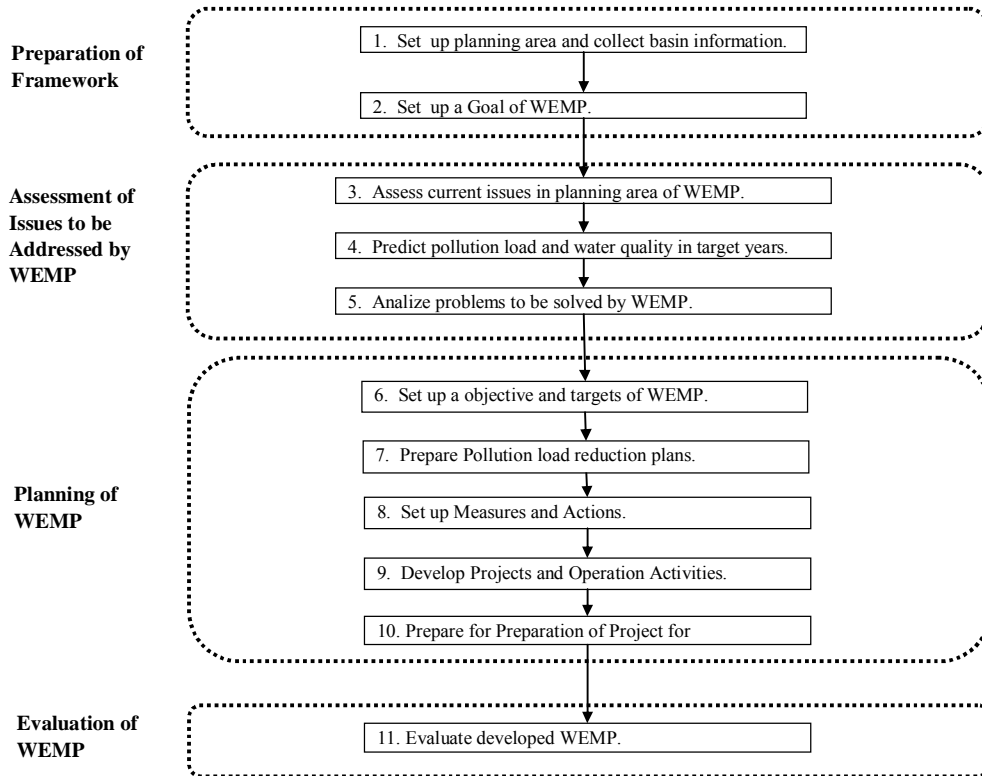 Preparation of
Framework
1. Set up planning area and collect basin information.
2. Set up a Goal of WEMP.
Assessment of
Issues to be
Addressed by
WEMP
3. Assess current issues in planning area of WEMP.
4. Predict pollution load and water quality in target years.
5. Analize problems to be solved by WEMP.
Planning of
WEMP
6. Set up a objective and targets of WEMP.
7. Prepare Pollution load reduction plans.
8. Set up Measures and Actions.
9. Develop Projects and Operation Activities.
10. Prepare for Preparation of Project for
Evaluation of
WEMP
11. Evaluate developed WEMP.